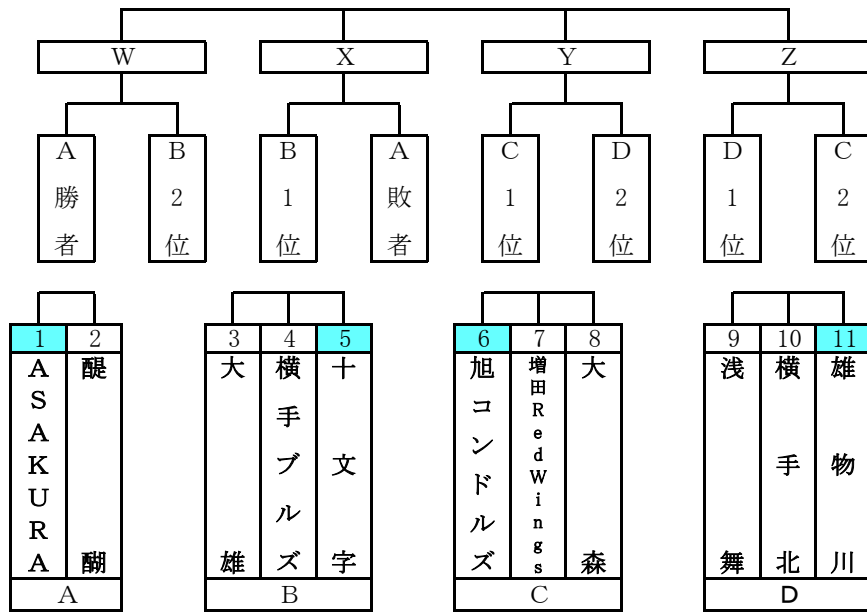 W X Y Z
A勝者 B2位 B1位 A敗者 C1位 D2位 D1位 C2位
1 2 3 4 5 6 7 8 9 10 11
ASAKURA
醍醐
大雄
横手ブルズ
十文字
旭コンドルズ
増田RedWings
大森
浅舞
横手北
雄物川
A B C D